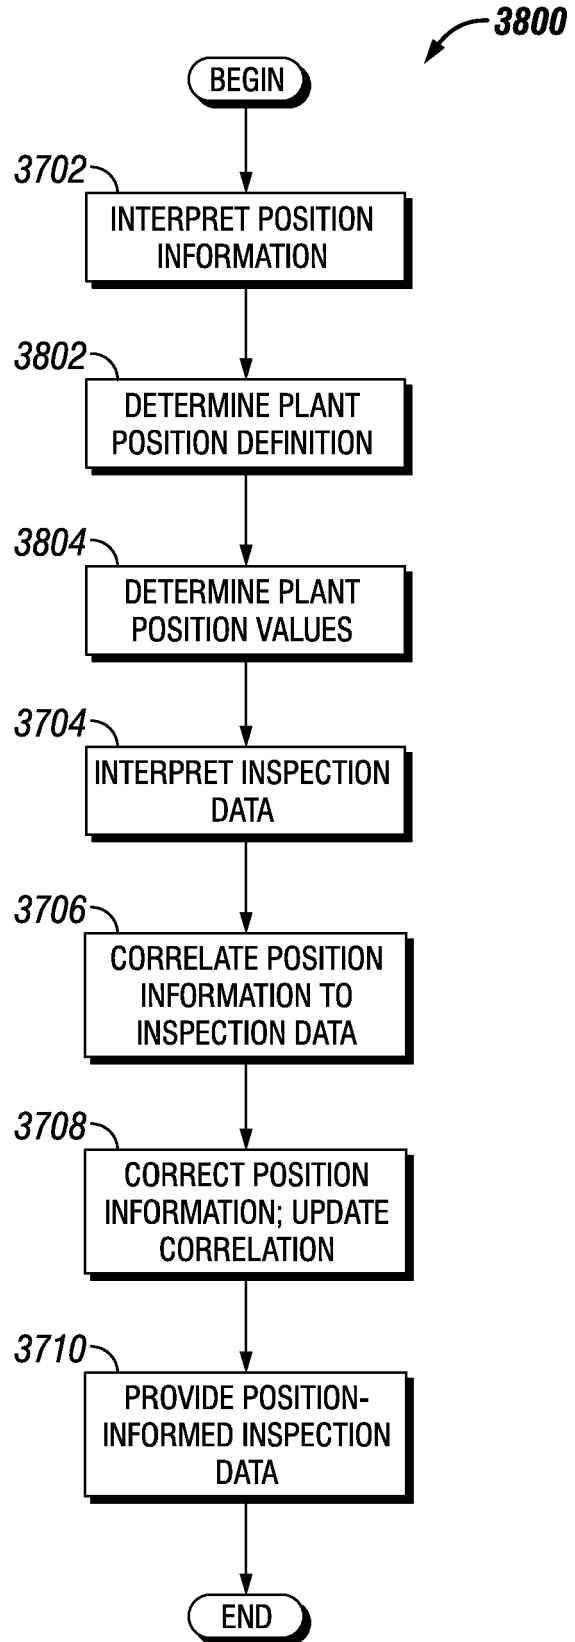 3800
BEGIN
3702
INTERPRET POSITION
INFORMATION
3802
DETERMINE PLANT
POSITION DEFINITION
3804
DETERMINE PLANT
POSITION VALUES
3704
INTERPRET INSPECTION
DATA
3706
CORRELATE POSITION
INFORMATION TO
INSPECTION DATA
3708
CORRECT POSITION
INFORMATION; UPDATE
CORRELATION
3710
PROVIDE POSITION-
INFORMED INSPECTION
DATA
END